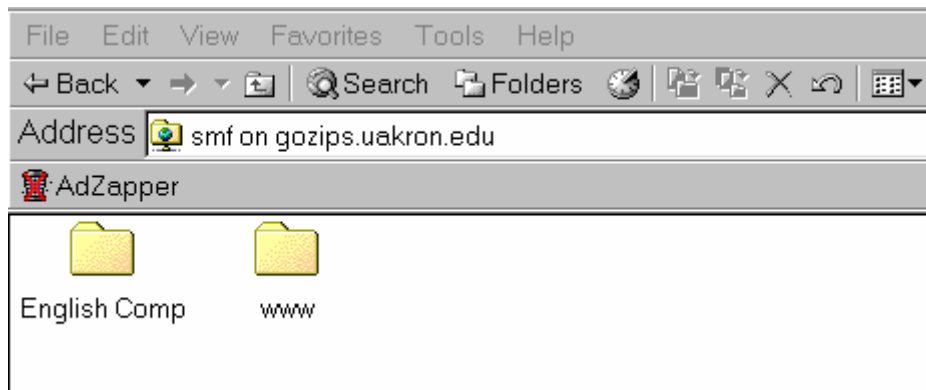 File Edit View Favorites Tools Help
Back Search Folders
Address smf on gozips.uakron.edu
AdZapper
English Comp www